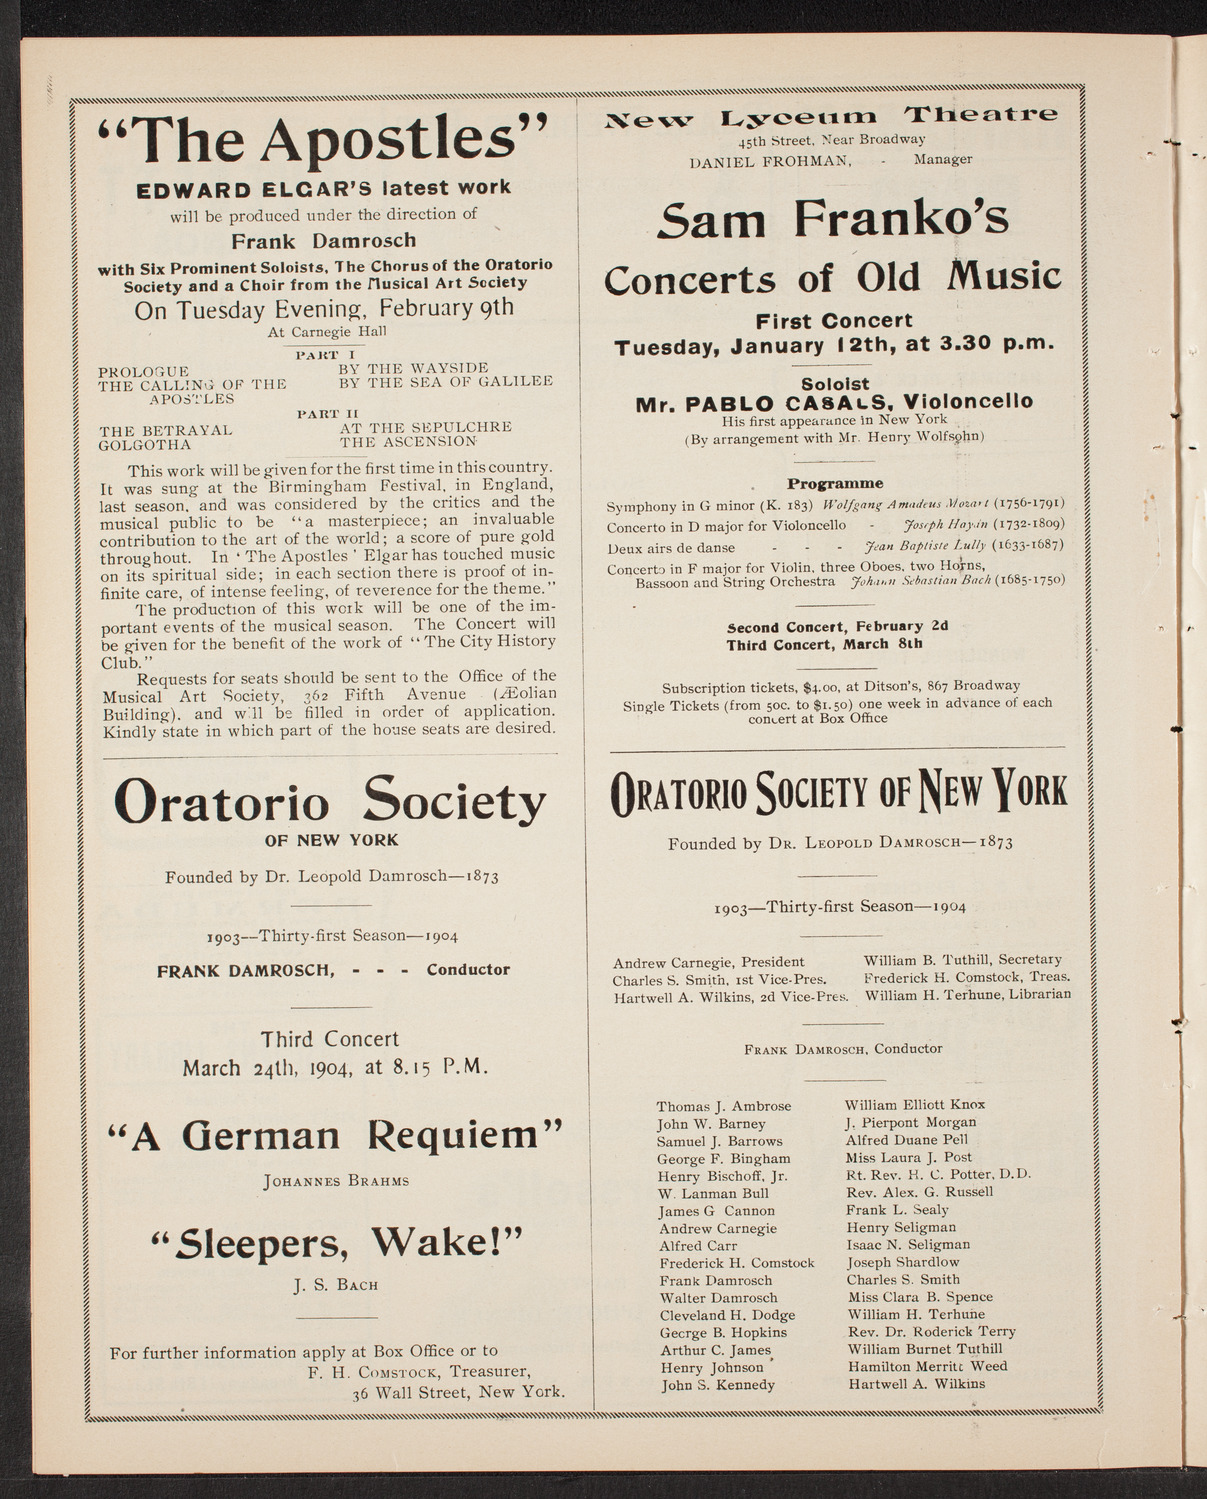 "The Apostles"
EDWARD ELGAR'S latest work
will be produced under the direction of
Frank Damrosch
with Six Prominent Soloists, The Chorus of the Oratorio
Society and a Choir from the Musical Art Society
On Tuesday Evening, February 9th
At Carnegie Hall
PART I
PROLOGUE BY THE WAYSIDE
THE CALLING OF THE BY THE SEA OF GALILEE
APOSTLES
PART II
THE BETRAYAL AT THE SEPULCHRE
GOLGOTHA THE ASCENSION
This work will be given for the first time in this country.
It was sung at the Birmingham Festival, in England,
last season, and was considered by the critics and the
musical public to be "a masterpiece; an invaluable
contribution to the art of the world; a score of pure gold
throughout. In 'The Apostles' Elgar has touched music
on its spiritual side; in each section there is proof of in-
finite care, of intense feeling, of reverence for the theme."
The production of this work will be one of the im-
portant events of the musical season. The Concert will
be given for the benefit of the work of "The City History
Club."
Requests for seats should be sent to the Office of the
Musical Art Society, 362 Fifth Avenue (Æolian
Building), and will be filled in order of application.
Kindly state in which part of the house seats are desired.
Oratorio Society
OF NEW YORK
Founded by Dr. Leopold Damrosch—1873
1903—Thirty-first Season—1904
FRANK DAMROSCH, - - - Conductor
Third Concert
March 24th, 1904, at 8.15 P.M.
"A German Requiem"
JOHANNES BRAHMS
"Sleepers, Wake!"
J. S. BACH
For further information apply at Box Office or to
F. H. COMSTOCK, Treasurer,
36 Wall Street, New York.
New Lyceum Theatre
45th Street, Near Broadway
DANIEL FROHMAN, - Manager
Sam Franko's
Concerts of Old Music
First Concert
Tuesday, January 12th, at 3.30 p.m.
Soloist
Mr. PABLO CASALS, Violoncello
His first appearance in New York
(By arrangement with Mr. Henry Wolfsohn)
Programme
Symphony in G minor (K. 183) Wolfgang Amadeus Mozart (1756-1791)
Concerto in D major for Violoncello - Joseph Haydn (1732-1809)
Deux airs de danse - - - Jean Baptiste Lully (1633-1687)
Concerto in F major for Violin, three Oboes, two Horns,
Bassoon and String Orchestra Johann Sebastian Bach (1685-1750)
Second Concert, February 2d
Third Concert, March 8th
Subscription tickets, $4.00, at Ditson's, 867 Broadway
Single Tickets (from 50c. to $1.50) one week in advance of each
concert at Box Office
ORATORIO SOCIETY OF NEW YORK
Founded by DR. LEOPOLD DAMROSCH—1873
1903—Thirty-first Season—1904
Andrew Carnegie, President William B. Tuthill, Secretary
Charles S. Smith, 1st Vice-Pres. Frederick H. Comstock, Treas.
Hartwell A. Wilkins, 2d Vice-Pres. William H. Terhune, Librarian
FRANK DAMROSCH, Conductor
Thomas J. Ambrose William Elliott Knox
John W. Barney J. Pierpont Morgan
Samuel J. Barrows Alfred Duane Pell
George F. Bingham Miss Laura J. Post
Henry Bischoff, Jr. Rt. Rev. H. C. Potter, D.D.
W. Lanman Bull Rev. Alex. G. Russell
James G Cannon Frank L. Sealy
Andrew Carnegie Henry Seligman
Alfred Carr Isaac N. Seligman
Frederick H. Comstock Joseph Shardlow
Frank Damrosch Charles S. Smith
Walter Damrosch Miss Clara B. Spence
Cleveland H. Dodge William H. Terhune
George B. Hopkins Rev. Dr. Roderick Terry
Arthur C. James William Burnet Tuthill
Henry Johnson Hamilton Merritt Weed
John S. Kennedy Hartwell A. Wilkins